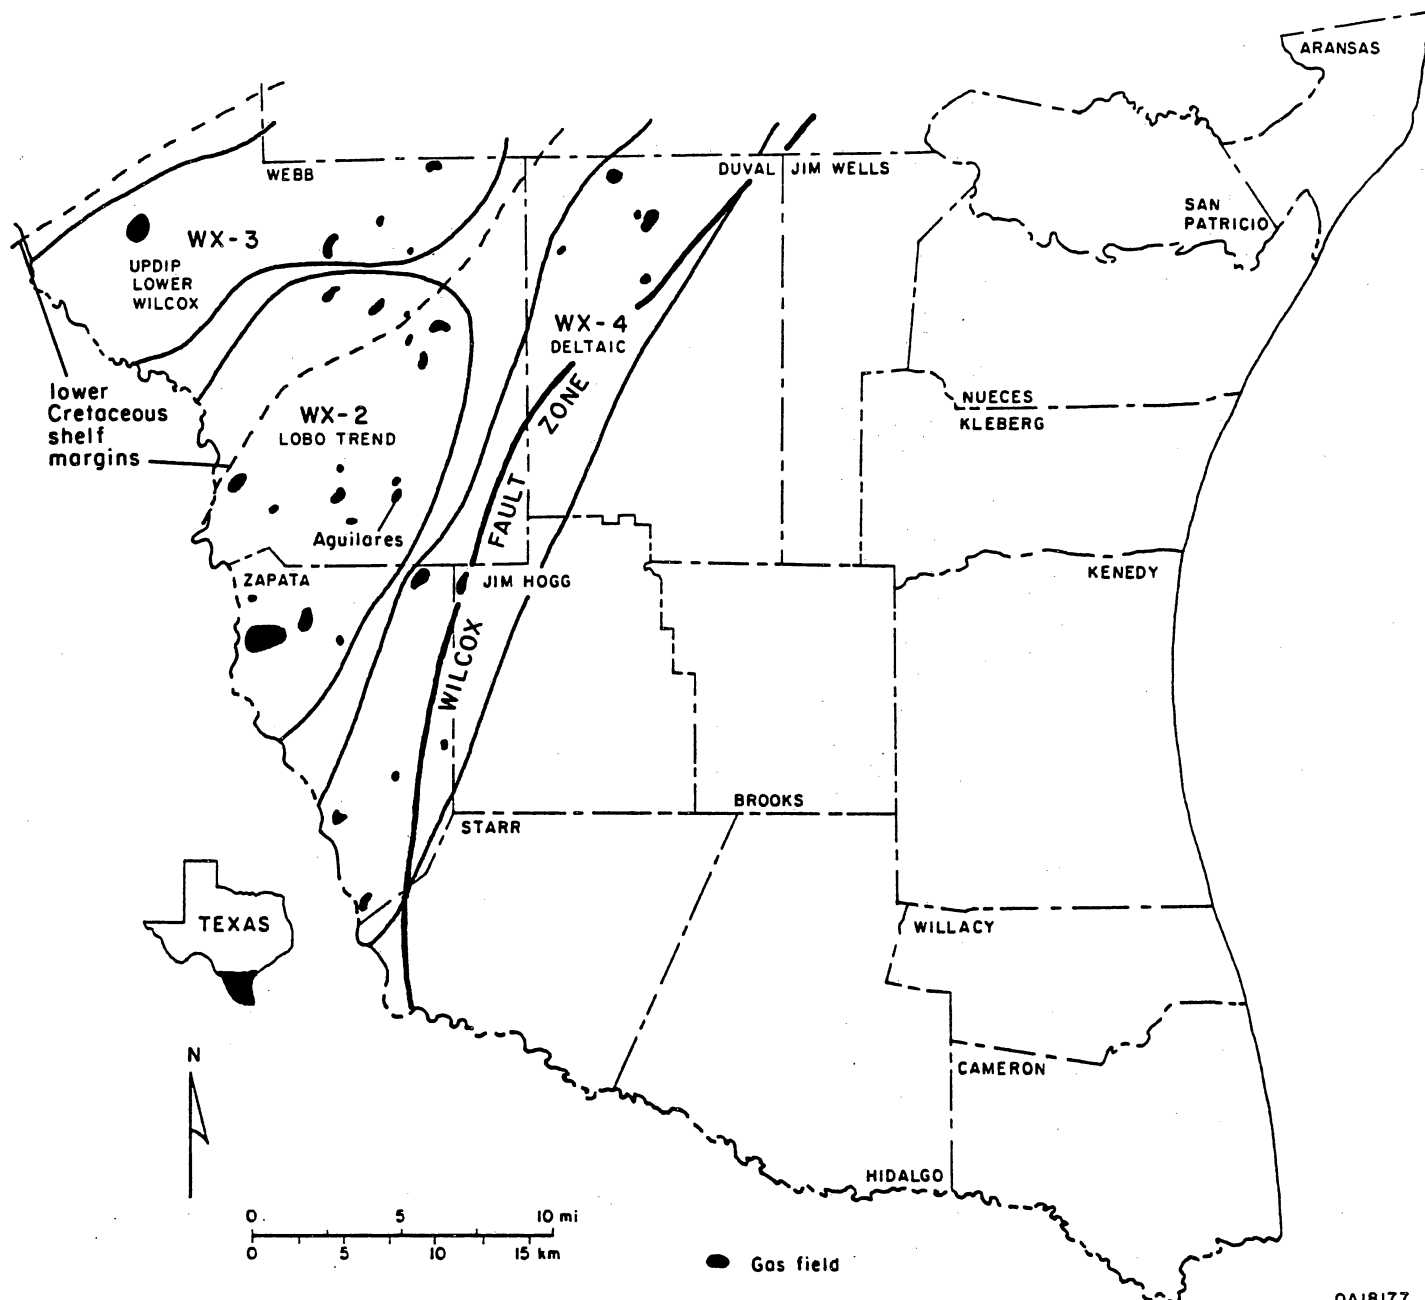 ARANSAS
DUVAL
JIM WELLS
WEBB
SAN
PATRICIO
WX-3
UPDIP
LOWER
WILCOX
WX-4
DELTAIC
lower
Cretaceous
shelf
margins
WX-2
LOBO TREND
ZONE
NUECES
KLEBERG
FAULT
Aguilares
ZAPATA
JIM HOGG
KENEDY
WILCOX
BROOKS
STARR
TEXAS
WILLACY
N
CAMERON
HIDALGO
0 5 10 mi
0 5 10 15 km
Gas field
QA18177